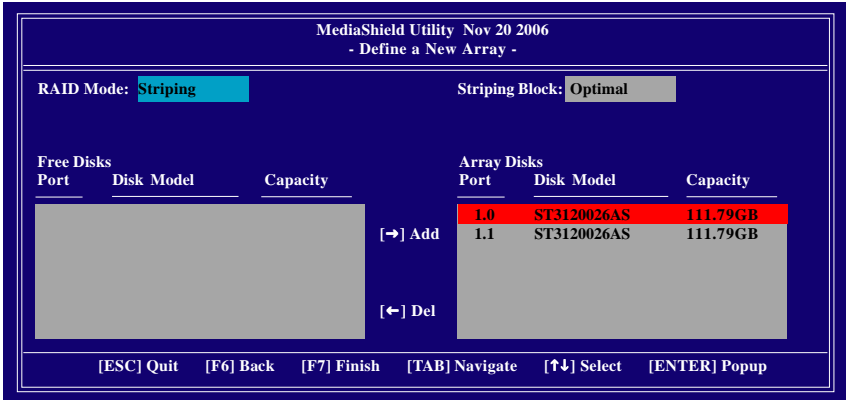 MediaShield Utility Nov 20 2006
- Define a New Array -
RAID Mode: Striping Striping Block: Optimal
Free Disks Array Disks
Port Disk Model Capacity Port Disk Model Capacity
1.0 ST3120026AS 111.79GB
[→] Add 1.1 ST3120026AS 111.79GB
[←] Del
[ESC] Quit [F6] Back [F7] Finish [TAB] Navigate [↑↓] Select [ENTER] Popup